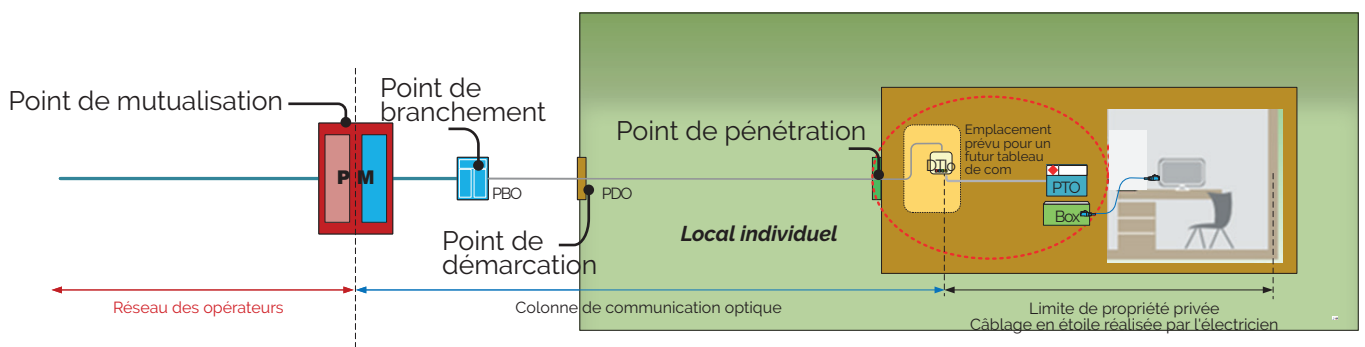 Point de mutualisation
Point de
branchement
P M
PBO
Point de
démarcation
PDO
Point de pénétration
Local individuel
DTIo
Emplacement
prévu pour un
futur tableau
de com
PTO
Box
Réseau des opérateurs
Colonne de communication optique
Limite de propriété privée
Câblage en étoile réalisée par l'électricien